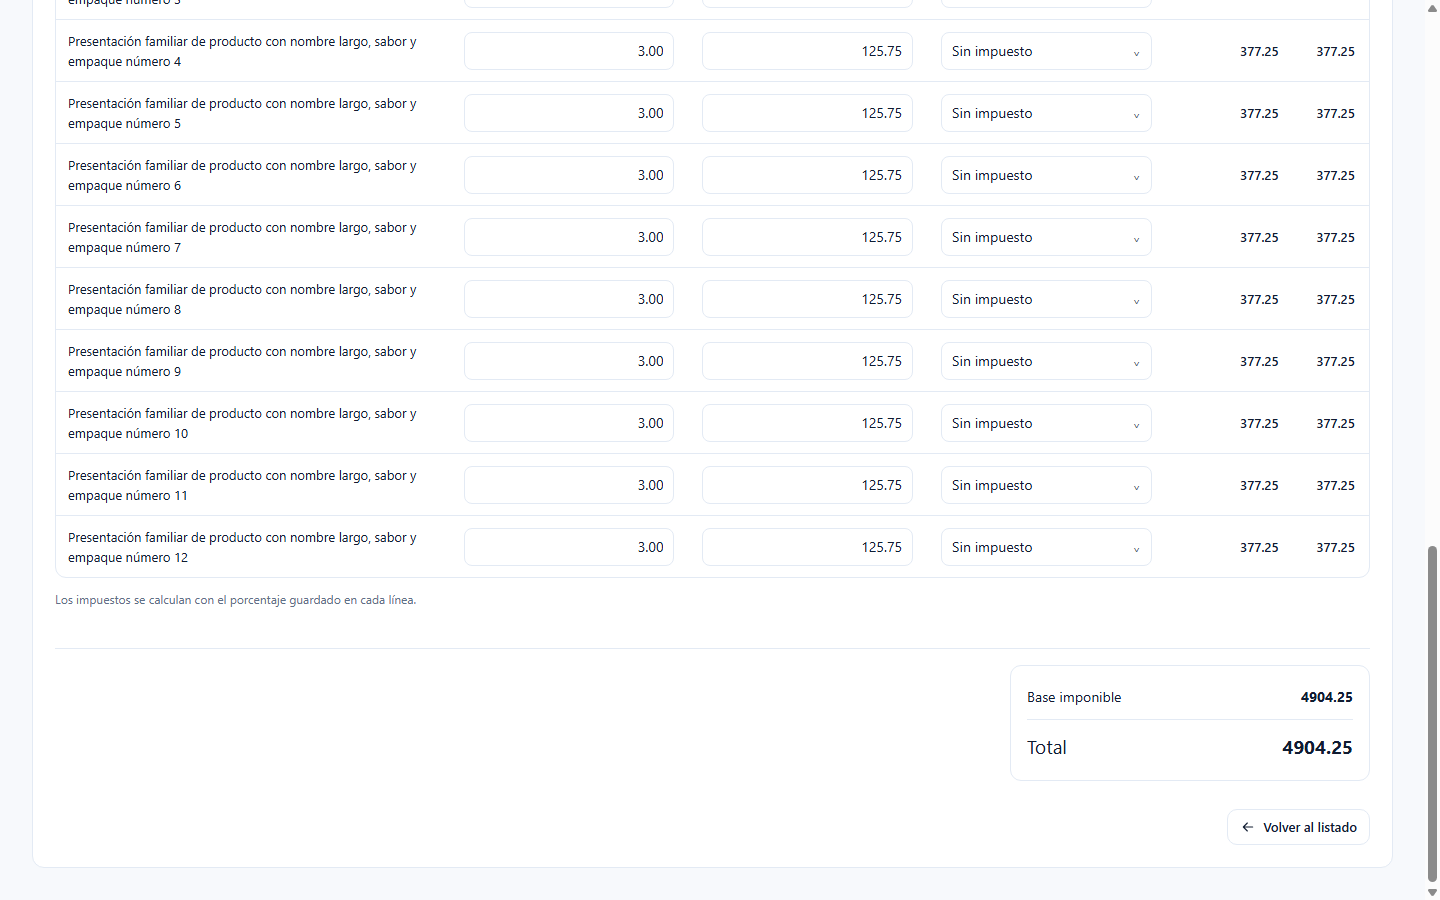 empaque número 3
Presentación familiar de producto con nombre largo, sabor y
empaque número 4
3.00
125.75
Sin impuesto
377.25
377.25
Presentación familiar de producto con nombre largo, sabor y
empaque número 5
3.00
125.75
Sin impuesto
377.25
377.25
Presentación familiar de producto con nombre largo, sabor y
empaque número 6
3.00
125.75
Sin impuesto
377.25
377.25
Presentación familiar de producto con nombre largo, sabor y
empaque número 7
3.00
125.75
Sin impuesto
377.25
377.25
Presentación familiar de producto con nombre largo, sabor y
empaque número 8
3.00
125.75
Sin impuesto
377.25
377.25
Presentación familiar de producto con nombre largo, sabor y
empaque número 9
3.00
125.75
Sin impuesto
377.25
377.25
Presentación familiar de producto con nombre largo, sabor y
empaque número 10
3.00
125.75
Sin impuesto
377.25
377.25
Presentación familiar de producto con nombre largo, sabor y
empaque número 11
3.00
125.75
Sin impuesto
377.25
377.25
Presentación familiar de producto con nombre largo, sabor y
empaque número 12
3.00
125.75
Sin impuesto
377.25
377.25
Los impuestos se calculan con el porcentaje guardado en cada línea.
Base imponible
4904.25
Total
4904.25
← Volver al listado